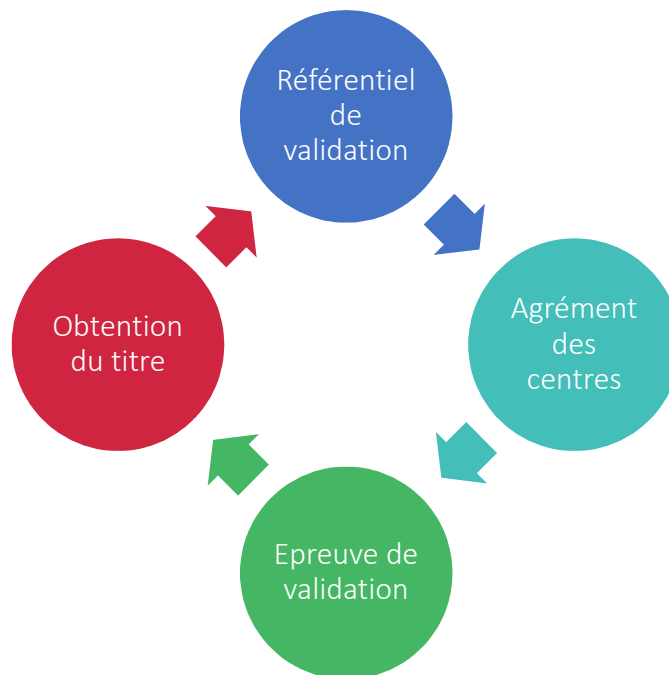 Référentiel
de
validation
Agrément
des
centres
Epreuve de
validation
Obtention
du titre